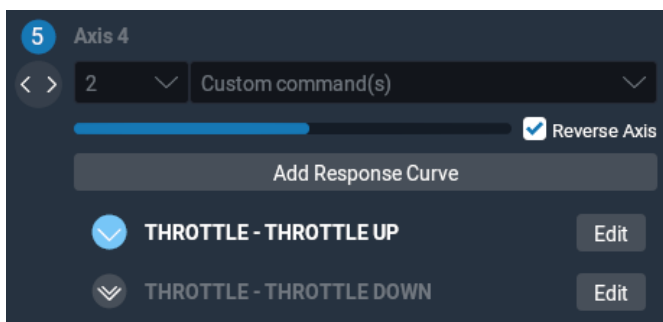 5 Axis 4
2 Custom command(s)
Reverse Axis
Add Response Curve
THROTTLE - THROTTLE UP Edit
THROTTLE - THROTTLE DOWN Edit